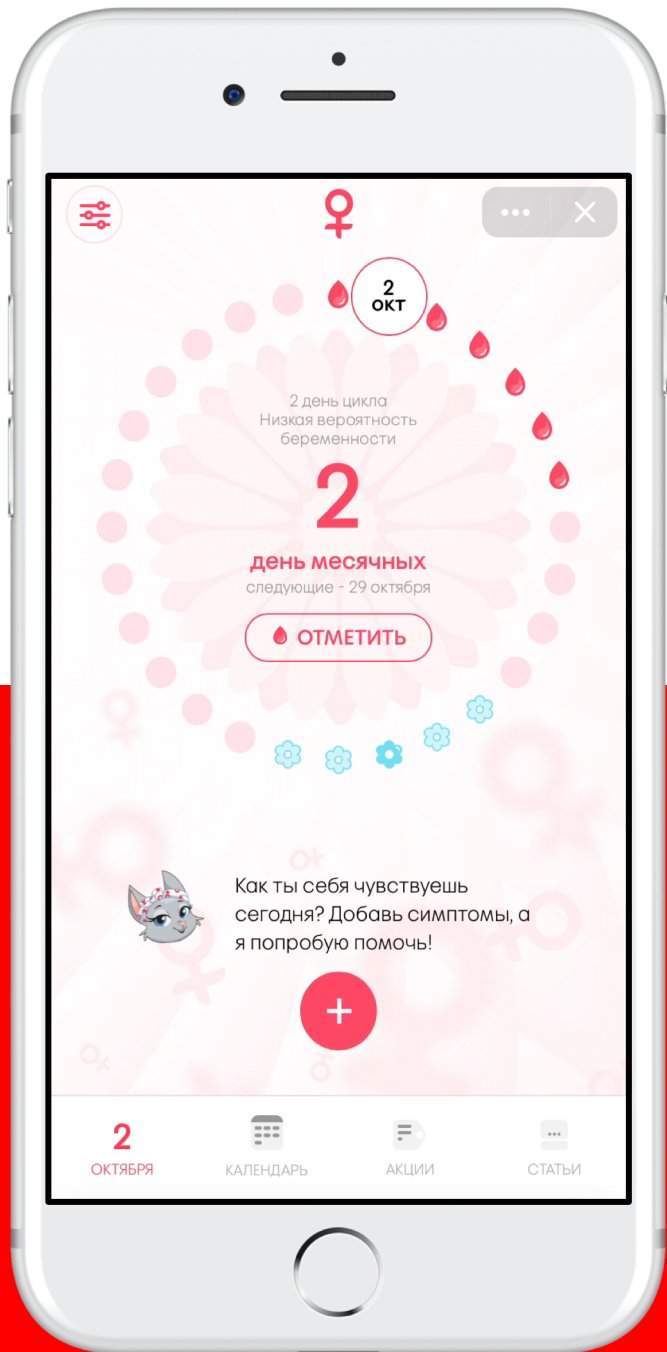 2
ОКТ
2 день цикла
Низкая вероятность
беременности
2
день месячных
следующие - 29 октября
ОТМЕТИТЬ
Как ты себя чувствуешь
сегодня? Добавь симптомы, а
я попробую помочь!
+
2
ОКТЯБРЯ
КАЛЕНДАРЬ
АКЦИИ
СТАТЬИ